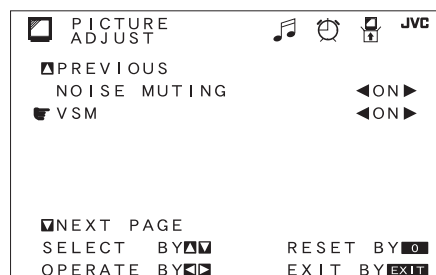 PICTURE
ADJUST
JVC
PREVIOUS
NOISE MUTING ◀ON▶
VSM ◀ON▶
NEXT PAGE
SELECT BY▲▼ RESET BY 0
OPERATE BY◀▶ EXIT BY EXIT